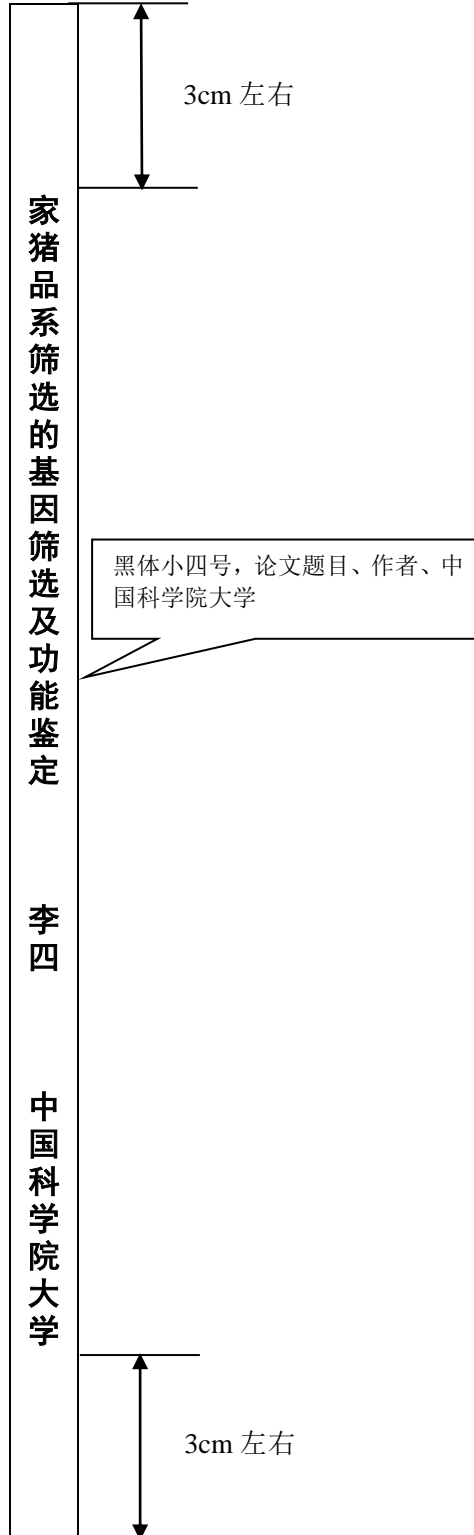 3cm 左右
家猪品系筛选的基因筛选及功能鉴定
黑体小四号，论文题目、作者、中
国科学院大学
李四
中国科学院大学
3cm 左右